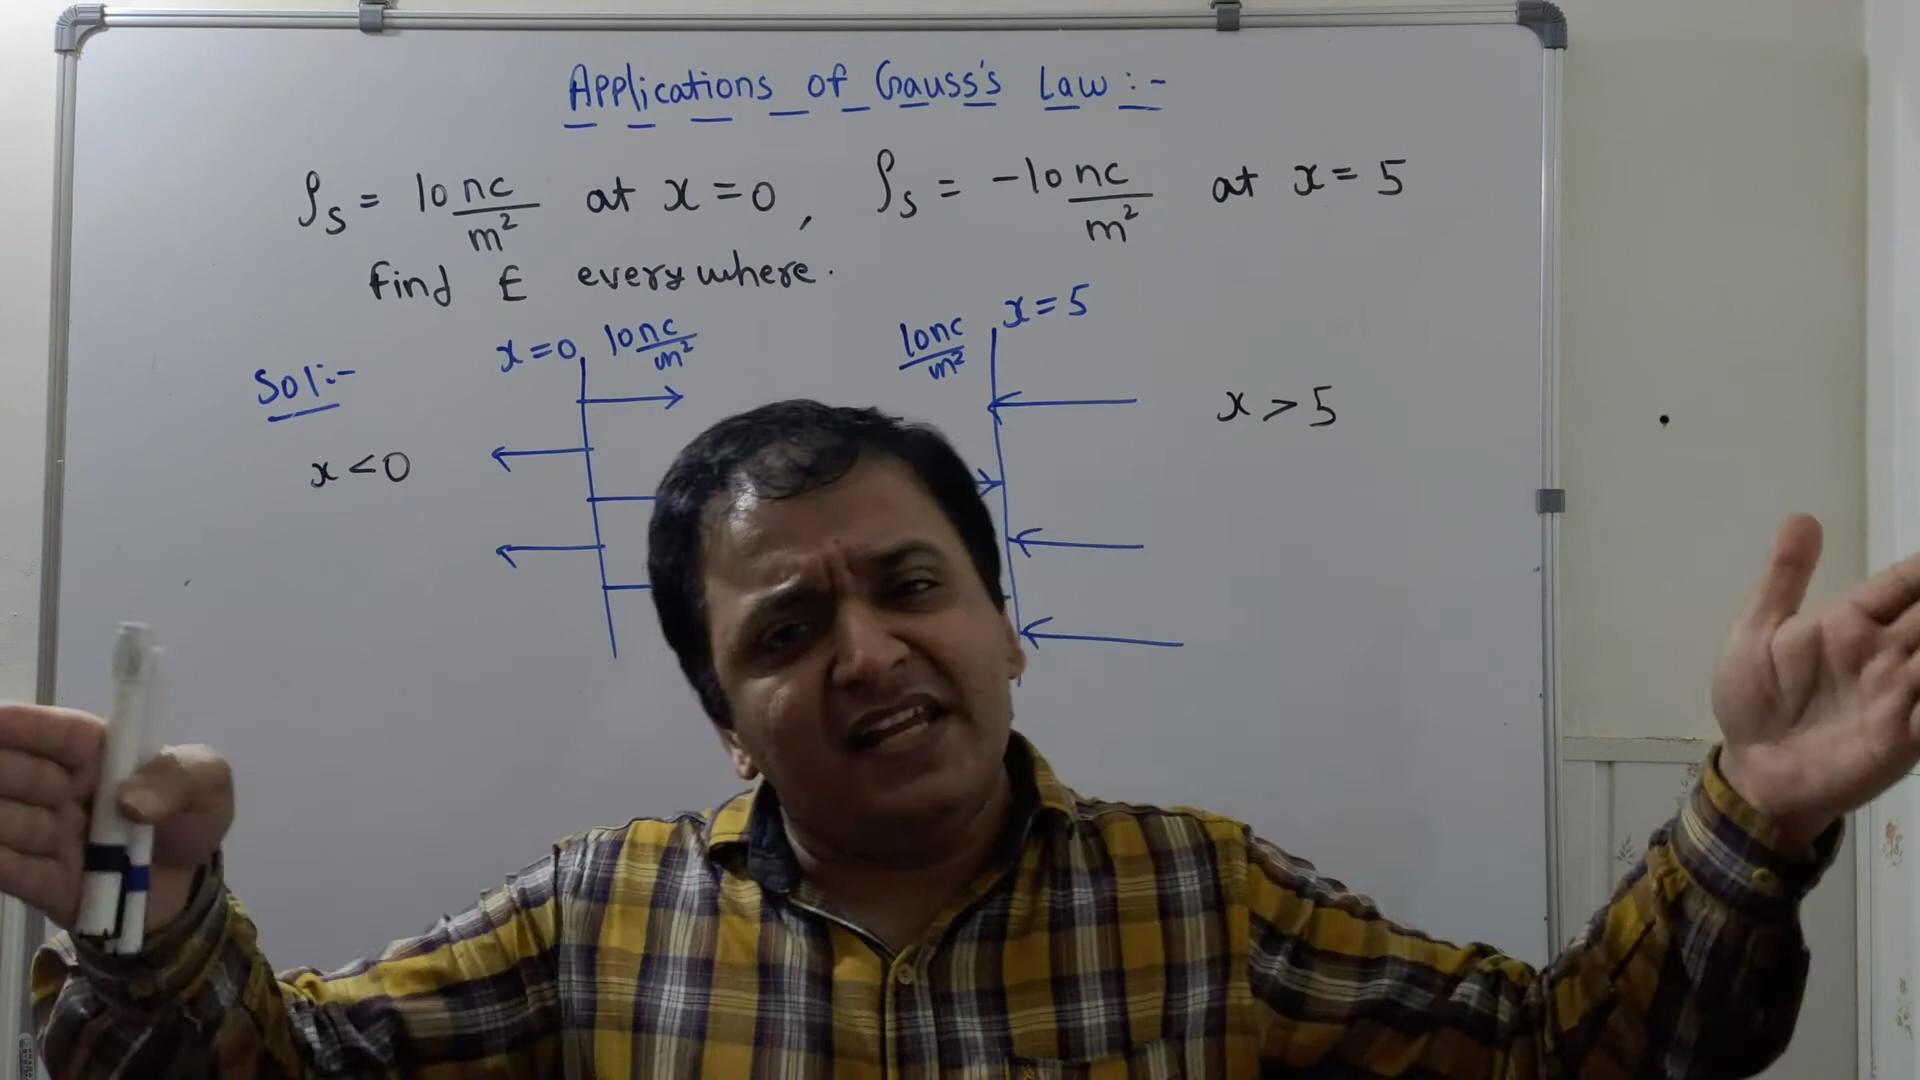 Applications of Gauss's Law :-
ρs = 10 nc/m² at x = 0 , ρs = -10 nc/m² at x = 5
find E everywhere.
x = 5
x = 0 10 nc/m² 10 nc/m²
Sol:-
x > 5
x < 0